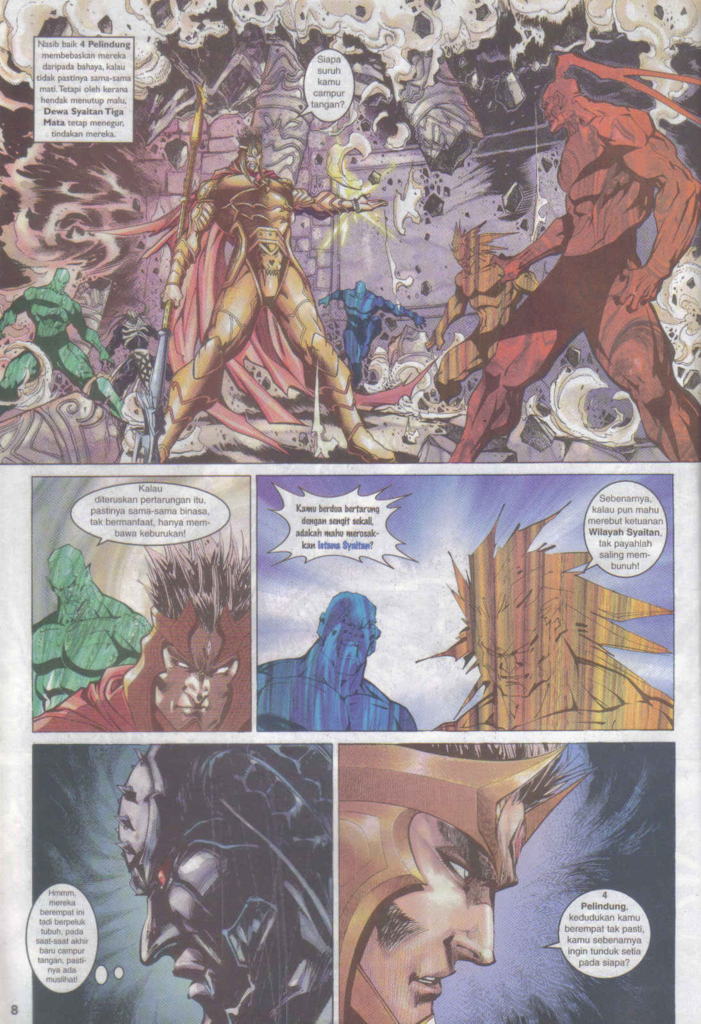 Nasib baik 4 Pelindung
membebaskan mereka
daripada bahaya, kalau
tidak pastinya sama-sama
mati. Tetapi oleh kerana
hendak menutup malu,
Dewa Syaitan Tiga
Mata tetap menegur,
tindakan mereka.
Siapa
suruh
kamu
campur
tangan?
Kalau
diteruskan pertarungan itu,
pastinya sama-sama binasa,
tak bermanfaat, hanya mem-
bawa keburukan!
Kamu berdua bertarung
dengan sengit sekali,
adakah mahu merosak-
kan Istana Syaitan?
Sebenarnya,
kalau pun mahu
merebut ketuanan
Wilayah Syaitan,
tak payahlah
saling mem-
bunuh!
Hmmm,
mereka
berempat ini
tadi berpeluk
tubuh, pada
saat-saat akhir
baru campur
tangan, pasti-
nya ada
muslihat!
4
Pelindung,
kedudukan kamu
berempat tak pasti,
kamu sebenarnya
ingin tunduk setia
pada siapa?
8